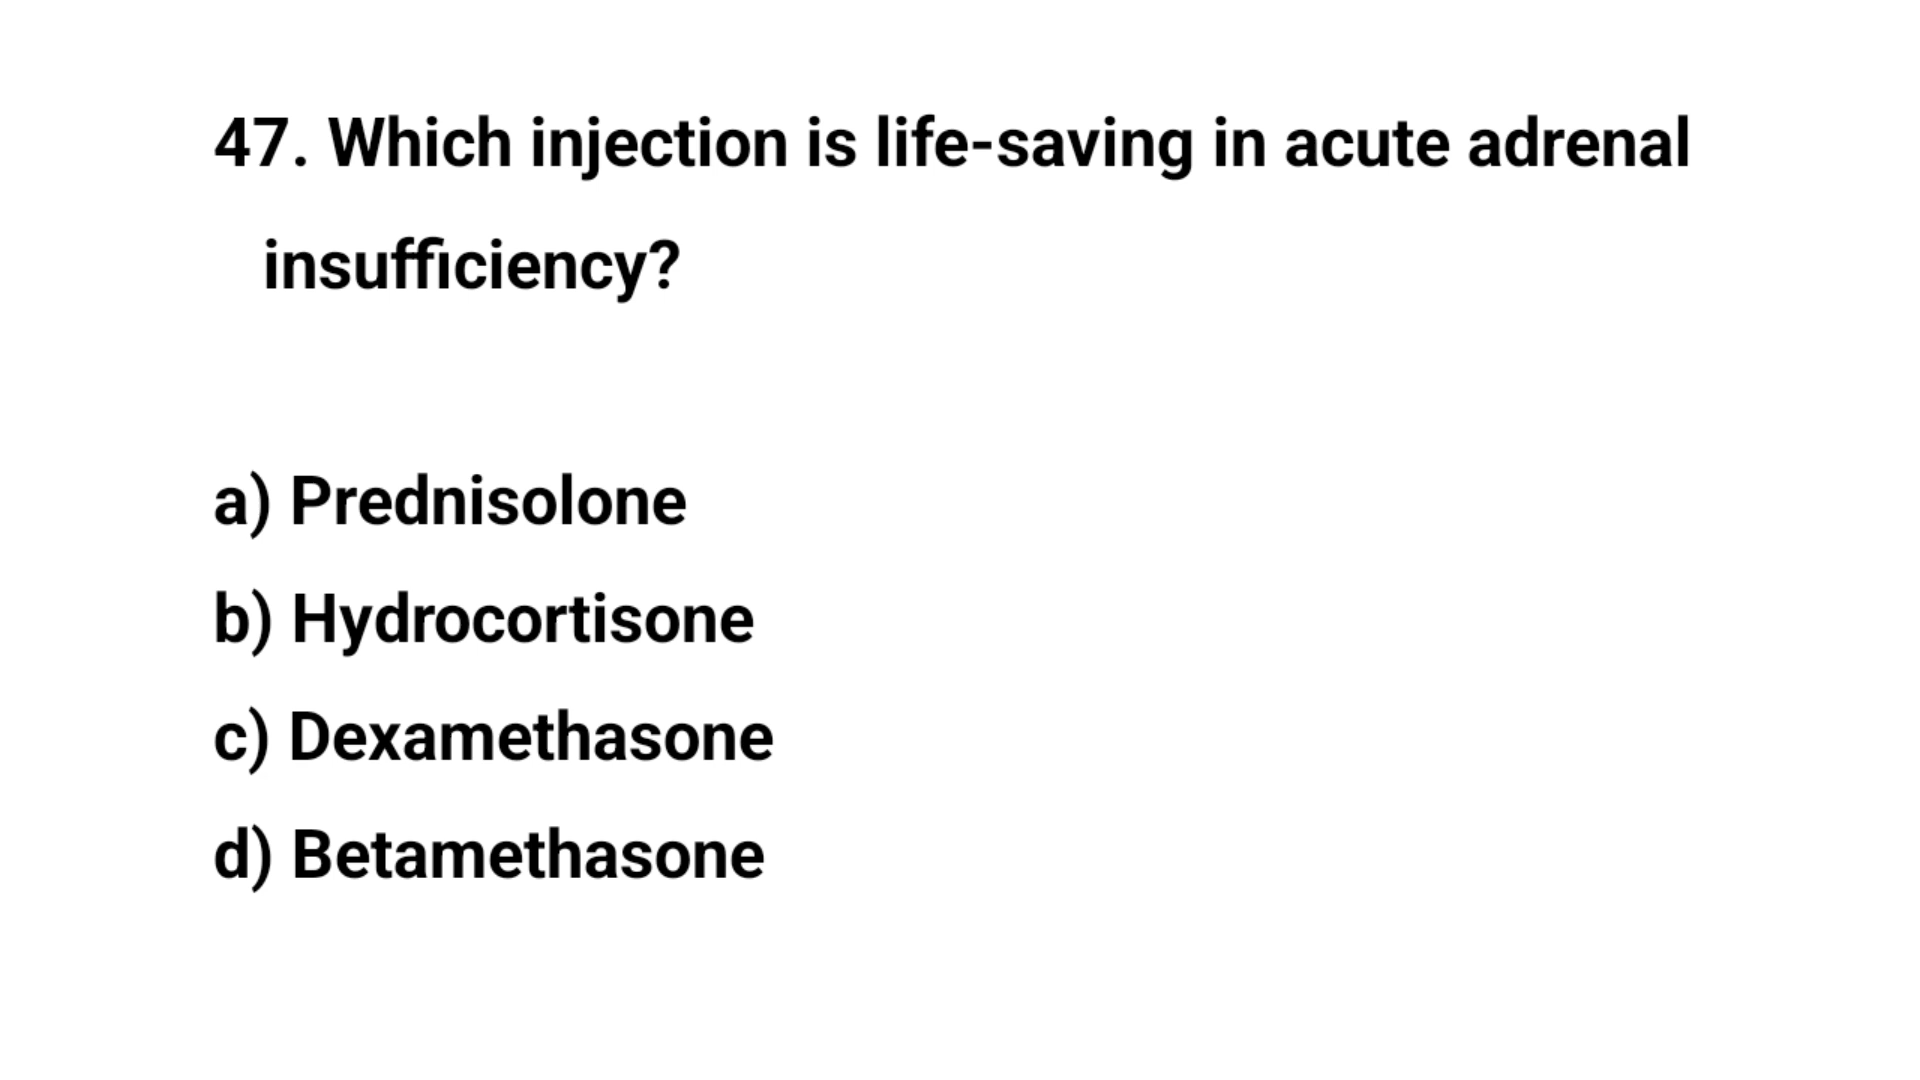 47. Which injection is life-saving in acute adrenal
insufficiency?
a) Prednisolone
b) Hydrocortisone
c) Dexamethasone
d) Betamethasone